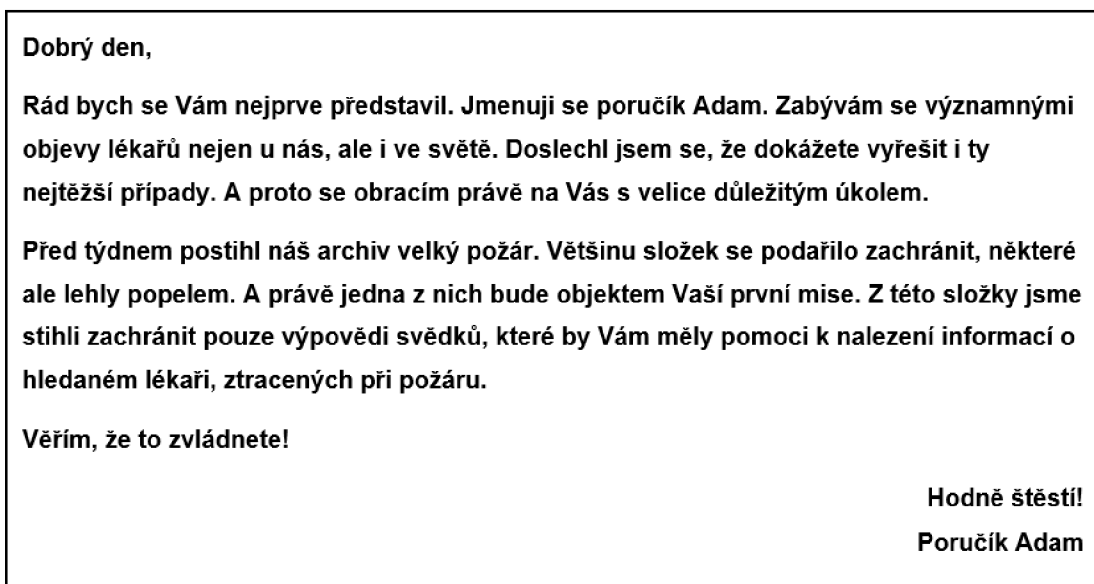 Dobrý den,
Rád bych se Vám nejprve představil. Jmenuji se poručík Adam. Zabývám se významnými
objevy lékařů nejen u nás, ale i ve světě. Doslechl jsem se, že dokážete vyřešit i ty
nejtěžší případy. A proto se obracím právě na Vás s velice důležitým úkolem.
Před týdnem postihl náš archiv velký požár. Většinu složek se podařilo zachránit, některé
ale lehly popelem. A právě jedna z nich bude objektem Vaší první mise. Z této složky jsme
stihli zachránit pouze výpovědi svědků, které by Vám měly pomoci k nalezení informací o
hledaném lékaři, ztracených při požáru.
Věřím, že to zvládnete!
Hodně štěstí!
Poručík Adam